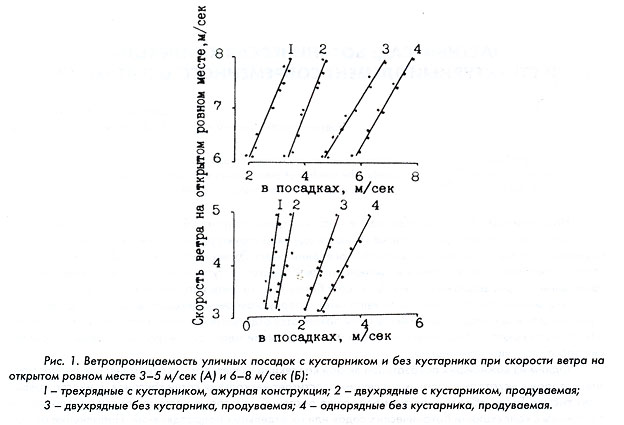 Скорость ветра на открытом ровном месте, м/сек
1 2 3 4
8
7
6
2 4 6 8
в посадках, м/сек
1 2 3 4
5
4
3
0 2 4 6
в посадках, м/сек
Рис. 1. Ветропроницаемость уличных посадок с кустарником и без кустарника при скорости ветра на
открытом ровном месте 3–5 м/сек (А) и 6–8 м/сек (Б):
I – трехрядные с кустарником, ажурная конструкция; 2 – двухрядные с кустарником, продуваемая;
3 – двухрядные без кустарника, продуваемая; 4 – однорядные без кустарника, продуваемая.